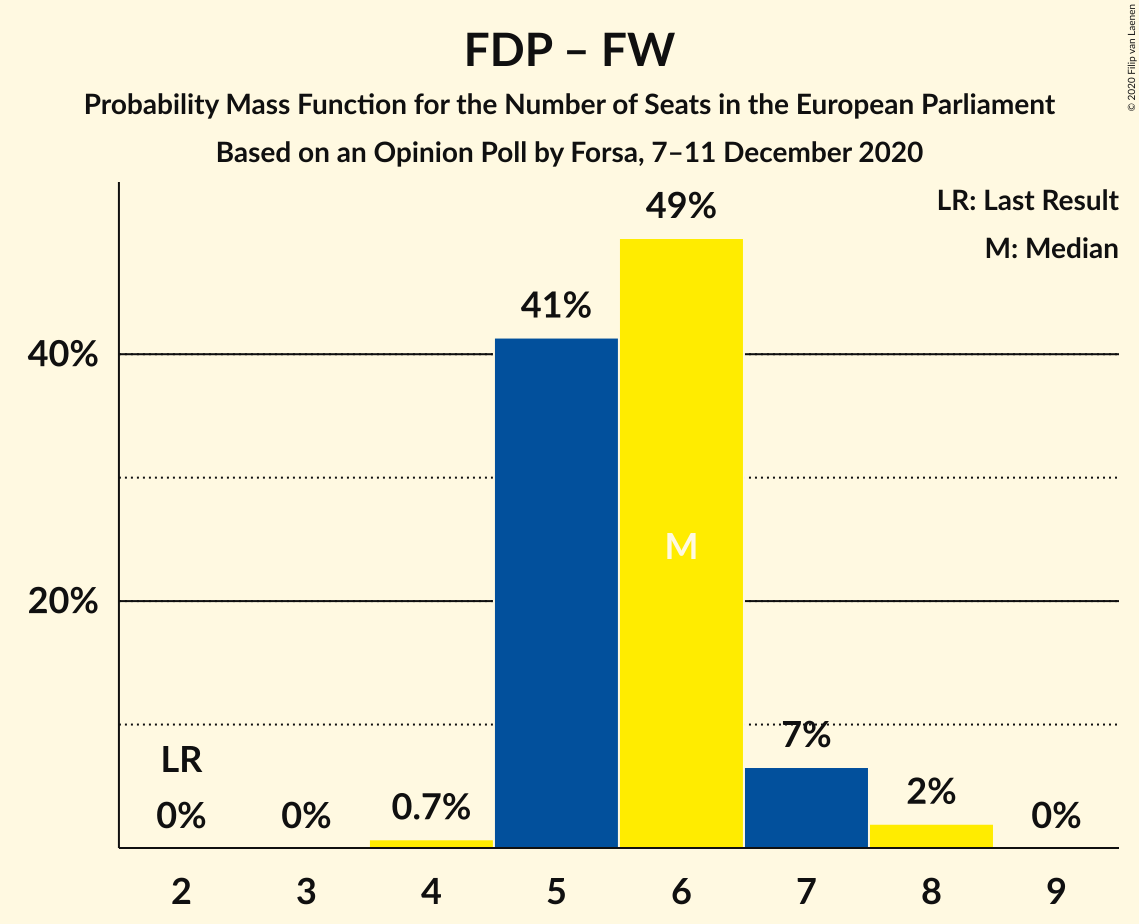 FDP – FW
Probability Mass Function for the Number of Seats in the European Parliament
Based on an Opinion Poll by Forsa, 7–11 December 2020
© 2020 Filip van Laenen
LR: Last Result
M: Median
49%
41%
40%
M
20%
7%
LR
2%
0.7%
0% 0% 0%
2 3 4 5 6 7 8 9